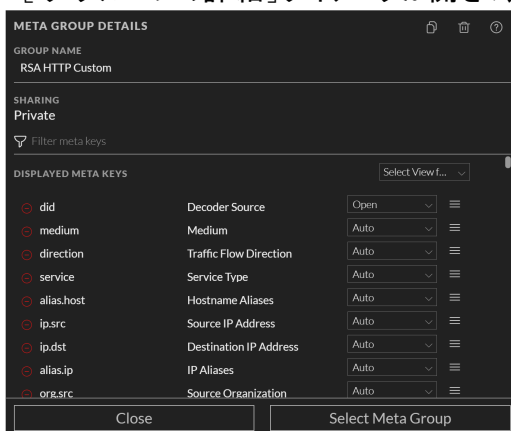 META GROUP DETAILS
GROUP NAME
RSA HTTP Custom
SHARING
Private
Filter meta keys
DISPLAYED META KEYS
Select View f...
did Decoder Source Open
medium Medium Auto
direction Traffic Flow Direction Auto
service Service Type Auto
alias.host Hostname Aliases Auto
ip.src Source IP Address Auto
ip.dst Destination IP Address Auto
alias.ip IP Aliases Auto
org.src Source Organization Auto
Close Select Meta Group